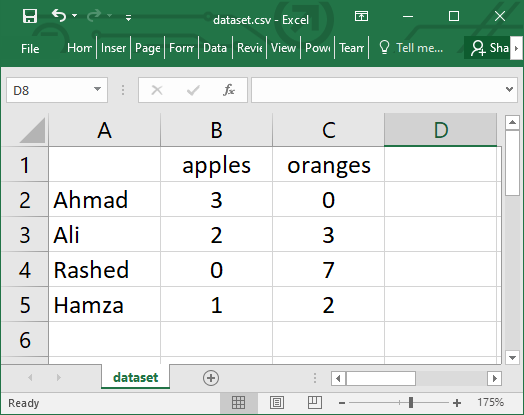 dataset.csv - Excel
File Hom Inser Page Form Data Revie View Pow Team Tell me... Sha
D8 fx
A B C D
1 apples oranges
2 Ahmad 3 0
3 Ali 2 3
4 Rashed 0 7
5 Hamza 1 2
6
dataset
Ready 175%